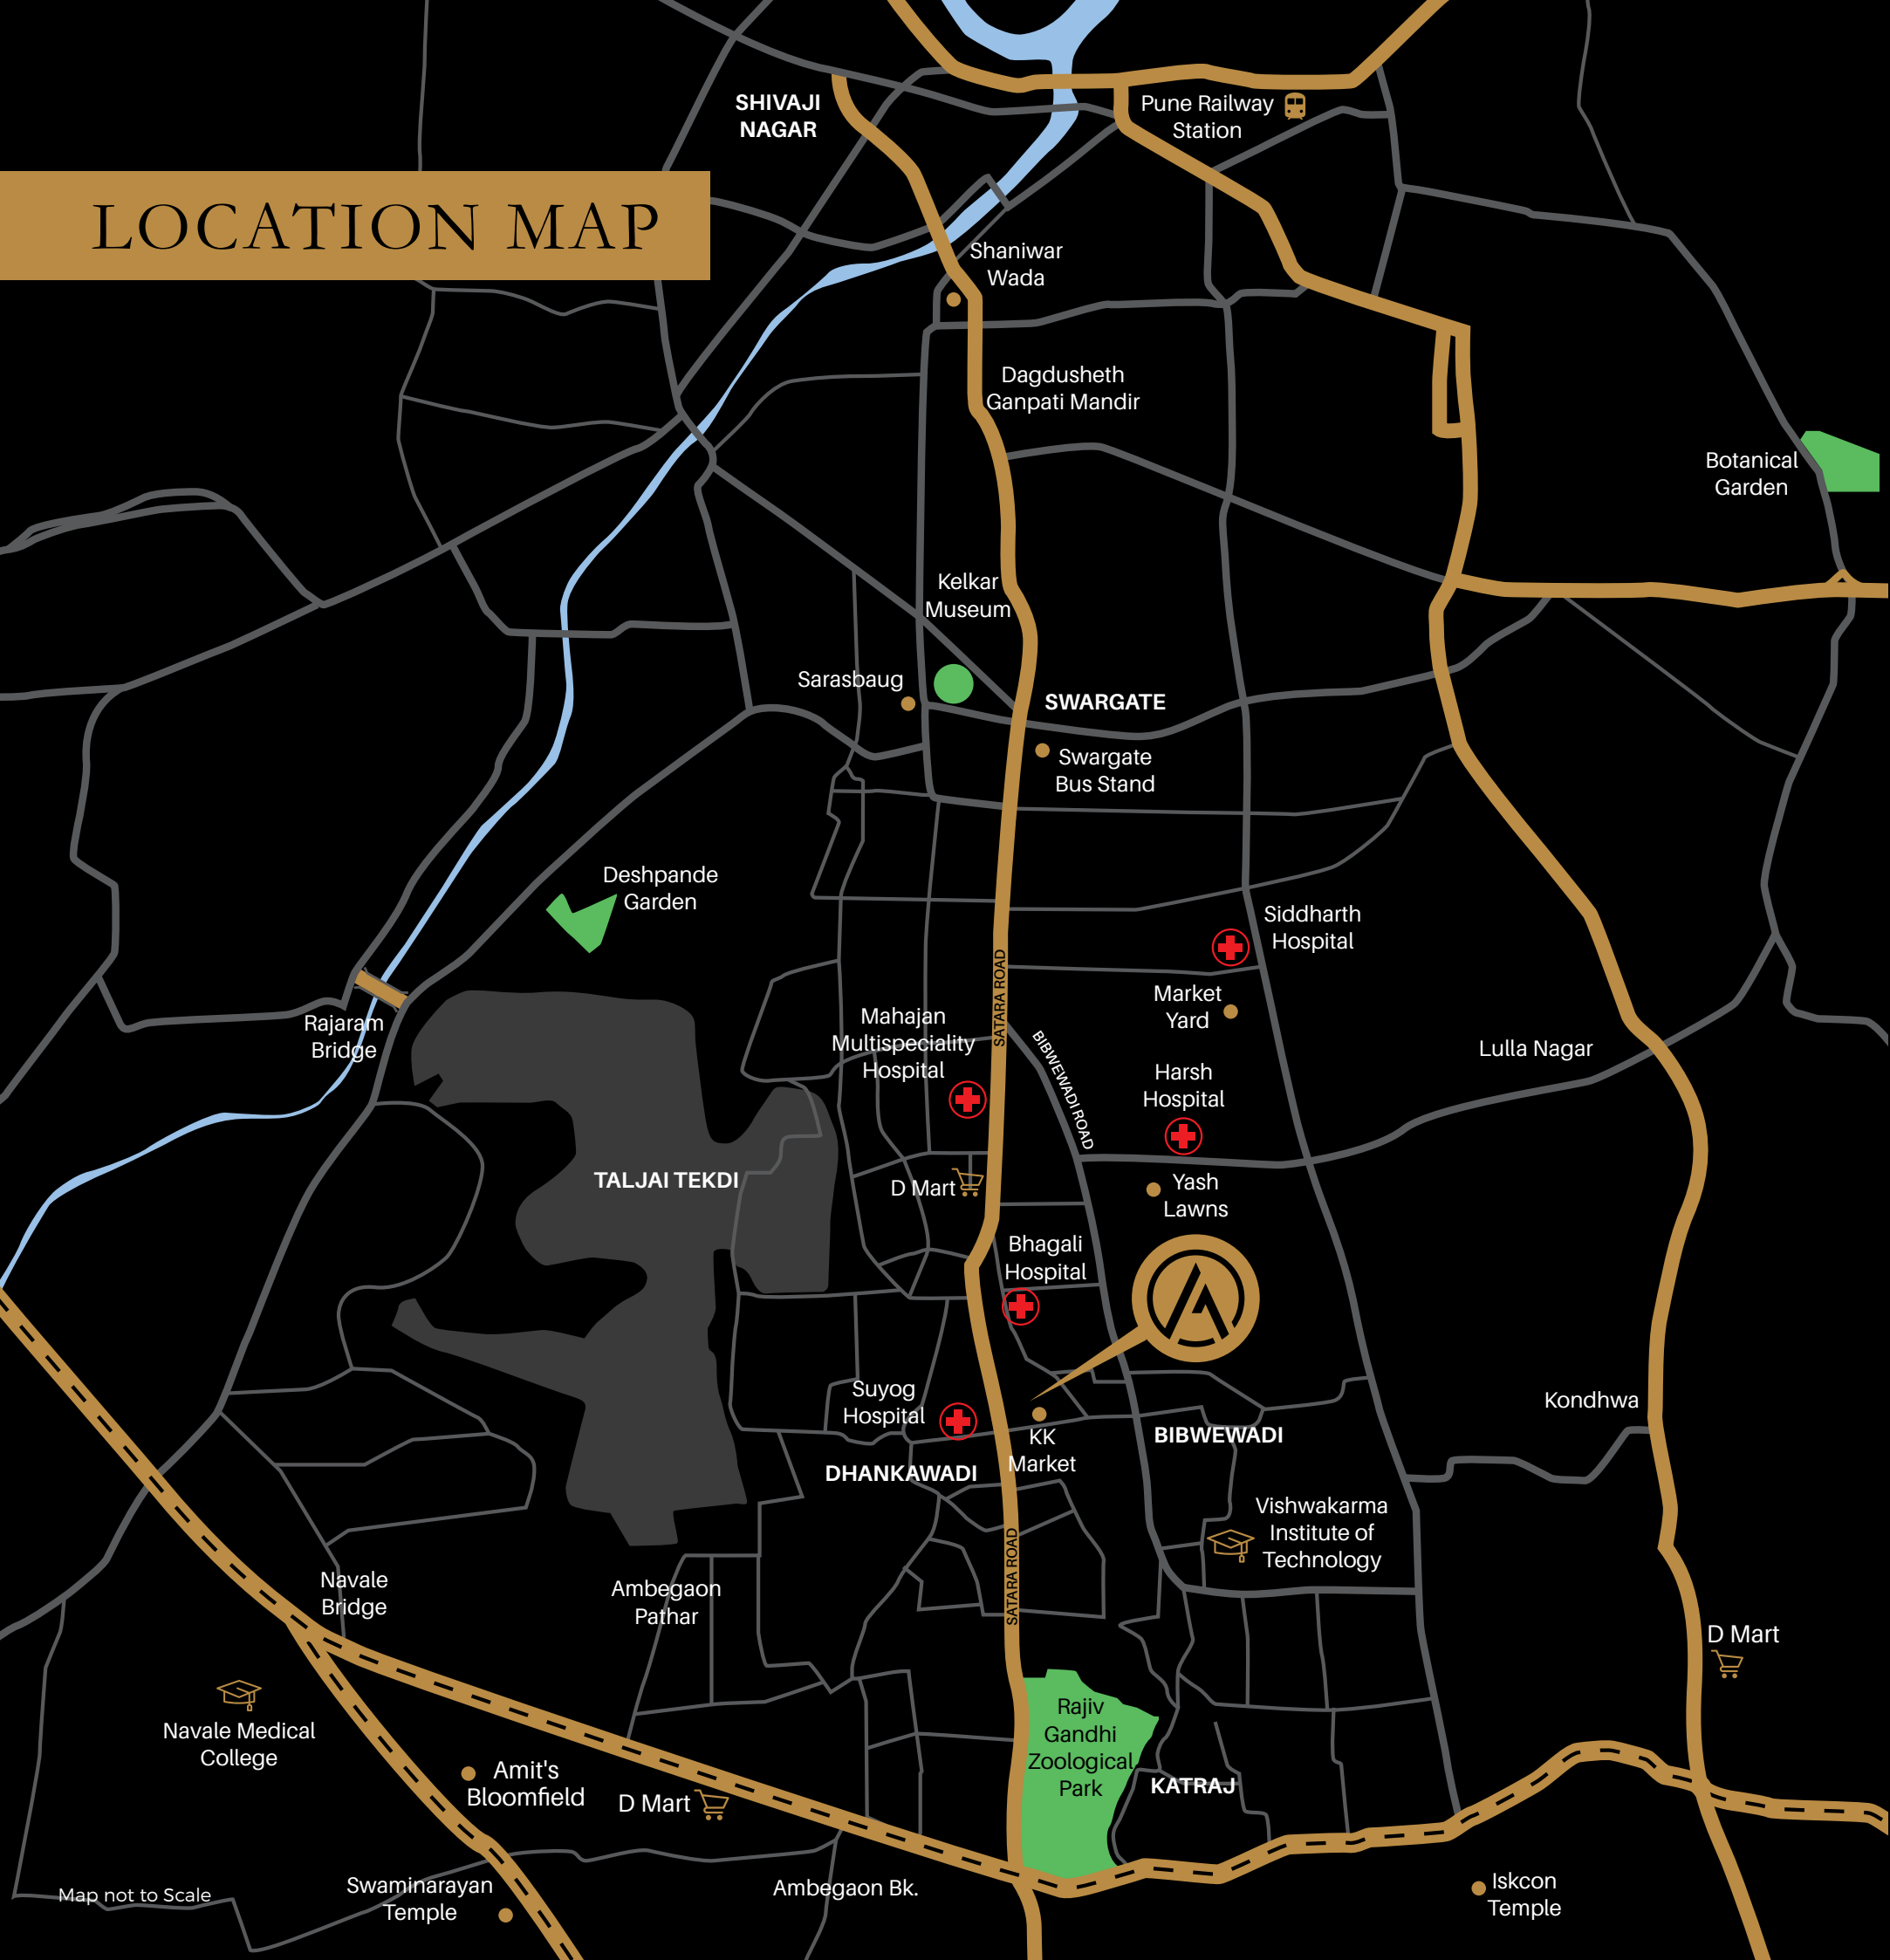 SHIVAJI
NAGAR
Pune Railway
Station
LOCATION MAP
Shaniwar
Wada
Dagdusheth
Ganpati Mandir
Botanical
Garden
Kelkar
Museum
Sarasbaug
SWARGATE
Swargate
Bus Stand
Deshpande
Garden
Siddharth
Hospital
SATARA ROAD
Market
Yard
Rajaram
Bridge
Mahajan
Multispeciality
Hospital
BIBWEWADI ROAD
Lulla Nagar
Harsh
Hospital
TALJAI TEKDI
D Mart
Yash
Lawns
Bhagali
Hospital
Suyog
Hospital
Kondhwa
KK
Market
BIBWEWADI
DHANKAWADI
Vishwakarma
Institute of
Technology
SATARA ROAD
Navale
Bridge
Ambegaon
Pathar
D Mart
Navale Medical
College
Rajiv
Gandhi
Zoological
Park
KATRAJ
Amit's
Bloomfield
D Mart
Map not to Scale
Swaminarayan
Temple
Ambegaon Bk.
Iskcon
Temple